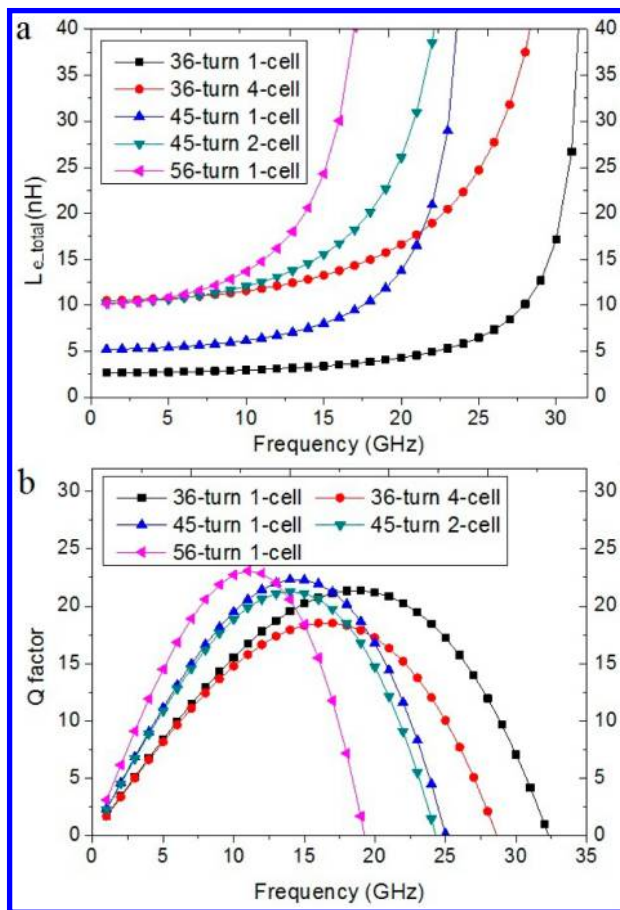 a
40 40
35 35
30 30
25 25
20 20
15 15
10 10
5 5
0 0
36-turn 1-cell
36-turn 4-cell
45-turn 1-cell
45-turn 2-cell
56-turn 1-cell
L e_total (nH)
0 5 10 15 20 25 30
Frequency (GHz)
b
30 30
25 25
20 20
15 15
10 10
5 5
0 0
36-turn 1-cell 36-turn 4-cell
45-turn 1-cell 45-turn 2-cell
56-turn 1-cell
Q factor
0 5 10 15 20 25 30 35
Frequency (GHz)